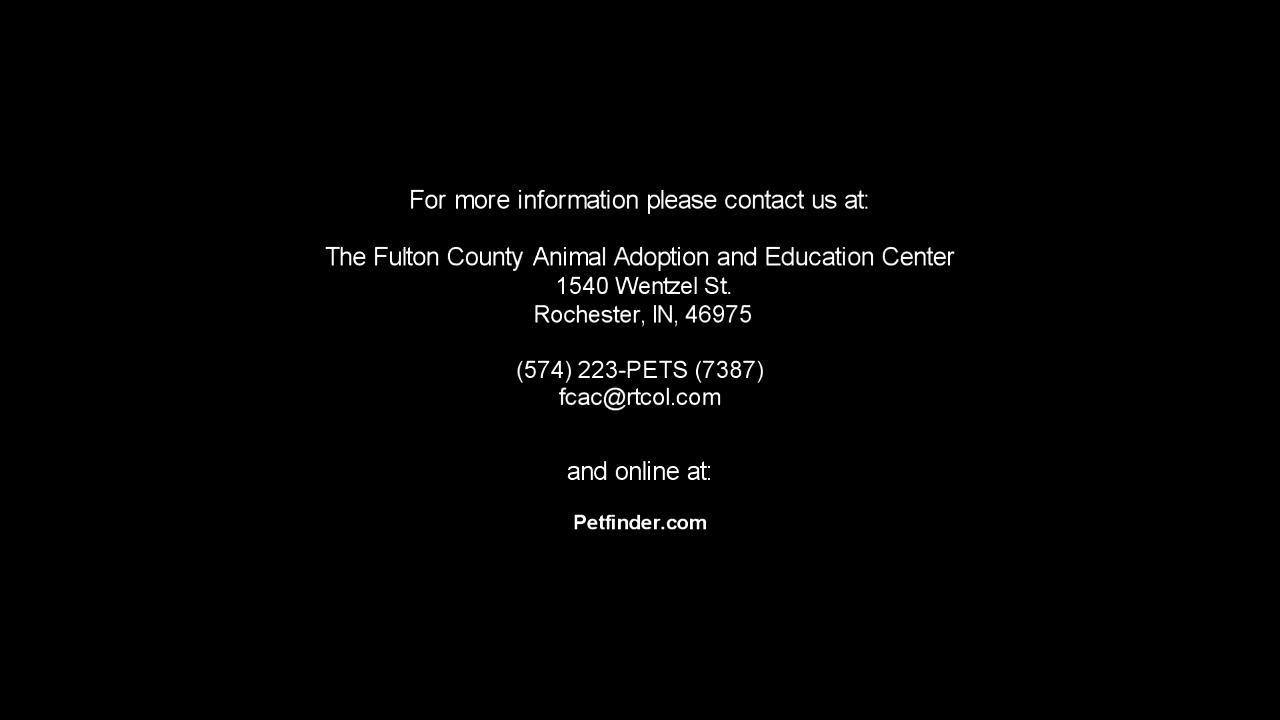 For more information please contact us at:
The Fulton County Animal Adoption and Education Center
1540 Wentzel St.
Rochester, IN, 46975
(574) 223-PETS (7387)
fcac@rtcol.com
and online at:
Petfinder.com